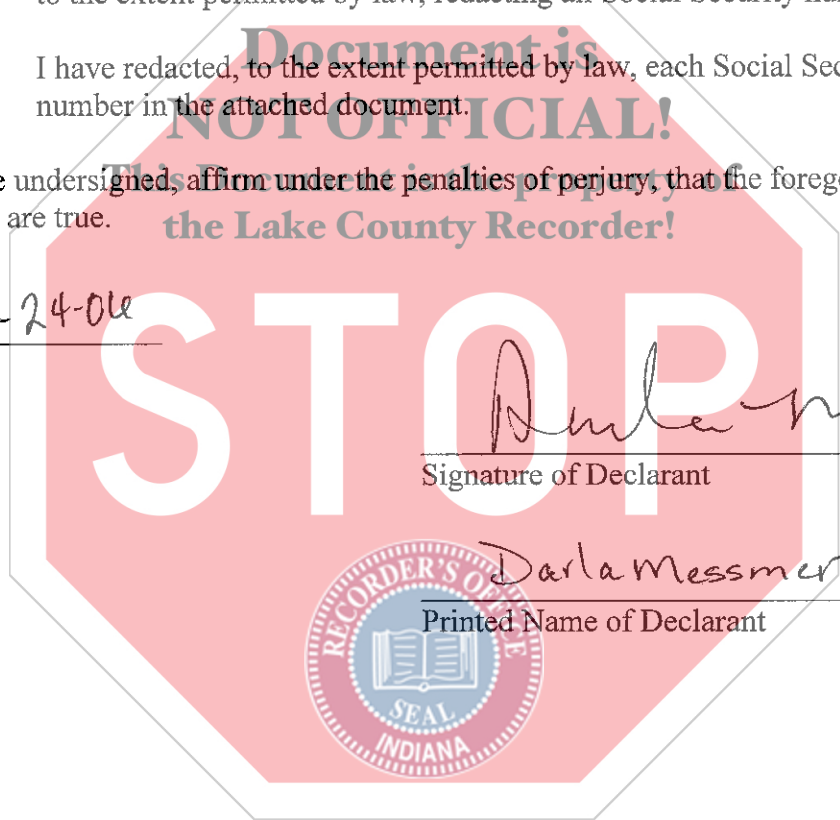 to the extent permitted by law, redacting all Social Security
Document is
I have redacted, to the extent permitted by law, each Social Sec
NOT OFFICIAL!
number in the attached document.
This Document is the property of
e undersigned, affirm under the penalties of perjury, that the forego
the Lake County Recorder!
are true.
-24-06
STOP
Signature of Declarant
Darla Messmer
Printed Name of Declarant
RECORDER'S OFFICE
SEAL
INDIANA